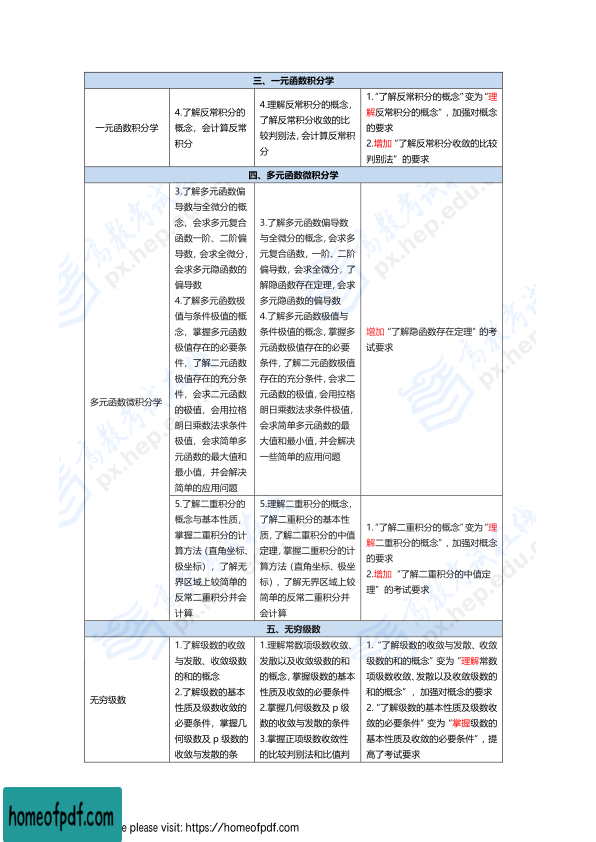 三、一元函数积分学
一元函数积分学
4.了解反常积分的
概念，会计算反常
积分
4.理解反常积分的概念，
了解反常积分收敛的比
较判别法，会计算反常积
分
1.“了解反常积分的概念”变为“理
解反常积分的概念”，加强对概念
的要求
2.增加“了解反常积分收敛的比较
判别法”的要求
四、多元函数微积分学
多元函数微积分学
3.了解多元函数偏
导数与全微分的概
念，会求多元复合
函数一阶、二阶偏
导数，会求全微分，
会求多元隐函数的
偏导数
4.了解多元函数极
值与条件极值的概
念，掌握多元函数
极值存在的必要条
件，了解二元函数
极值存在的充分条
件，会求二元函数
的极值，会用拉格
朗日乘数法求条件
极值，会求简单多
元函数的最大值和
最小值，并会解决
简单的应用问题
3.了解多元函数偏导数
与全微分的概念，会求多
元复合函数，一阶、二阶
偏导数，会求全微分，了
解隐函数存在定理，会求
多元隐函数的偏导数
4.了解多元函数极值与
条件极值的概念，掌握多
元函数极值存在的必要
条件，了解二元函数极值
存在的充分条件，会求二
元函数的极值，会用拉格
朗日乘数法求条件极值，
会求简单多元函数的最
大值和最小值，并会解决
一些简单的应用问题
增加“了解隐函数存在定理”的考
试要求
5.了解二重积分的
概念与基本性质，
掌握二重积分的计
算方法（直角坐标、
极坐标），了解无
界区域上较简单的
反常二重积分并会
计算
5.理解二重积分的概念，
了解二重积分的基本性
质，了解二重积分的中值
定理，掌握二重积分的计
算方法（直角坐标、极坐
标），了解无界区域上较
简单的反常二重积分并
会计算
1.“了解二重积分的概念”变为“理
解二重积分的概念”，加强对概念
的要求
2.增加 “了解二重积分的中值定
理”的考试要求
五、无穷级数
无穷级数
1.了解级数的收敛
与发散、收敛级数
的和的概念
2.了解级数的基本
性质及级数收敛的
必要条件，掌握几
何级数及 p 级数的
收敛与发散的条
1.理解常数项级数收敛、
发散以及收敛级数的和
的概念，掌握级数的基本
性质及收敛的必要条件
2.掌握几何级数及 p 级
数的收敛与发散的条件
3.掌握正项级数收敛性
的比较判别法和比值判
1. “了解级数的收敛与发散、收敛
级数的和的概念”变为“理解常数
项级数收敛、发散以及收敛级数的
和的概念”，加强对概念的要求
2.“了解级数的基本性质及级数收
敛的必要条件”变为“掌握级数的
基本性质及收敛的必要条件”，提
高了考试要求
homeofpdf.com
e please visit: https://homeofpdf.com